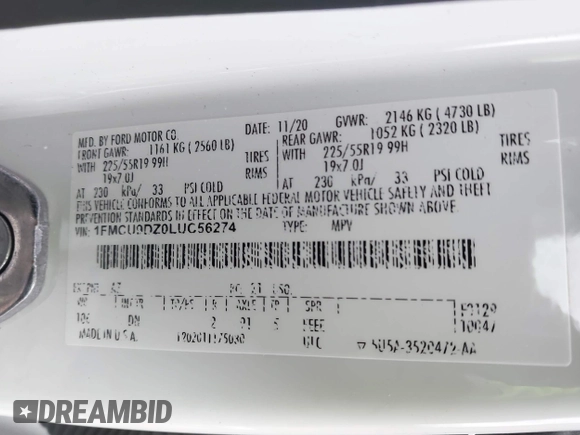 MFD. BY FORD MOTOR CO.
DATE: 11/20 GVWR: 2146 KG ( 4730 LB)
FRONT GAWR: 1161 KG ( 2560 LB)
REAR GAWR: 1052 KG ( 2320 LB)
WITH 225/55R19 99H TIRES 225/55R19 99H TIRES
19x7.0J RIMS 19x7.0J RIMS
AT 230 kPa/ 33 PSI COLD AT 230 kPa/ 33 PSI COLD
THIS VEHICLE CONFORMS TO ALL APPLICABLE FEDERAL MOTOR VEHICLE SAFETY AND THEFT
PREVENTION STANDARDS IN EFFECT ON THE DATE OF MANUFACTURE SHOWN ABOVE.
VIN: 1FMCU9DZ0LUC56274 TYPE: MPV
AZ
MADE IN U.S.A.
DREAMBID